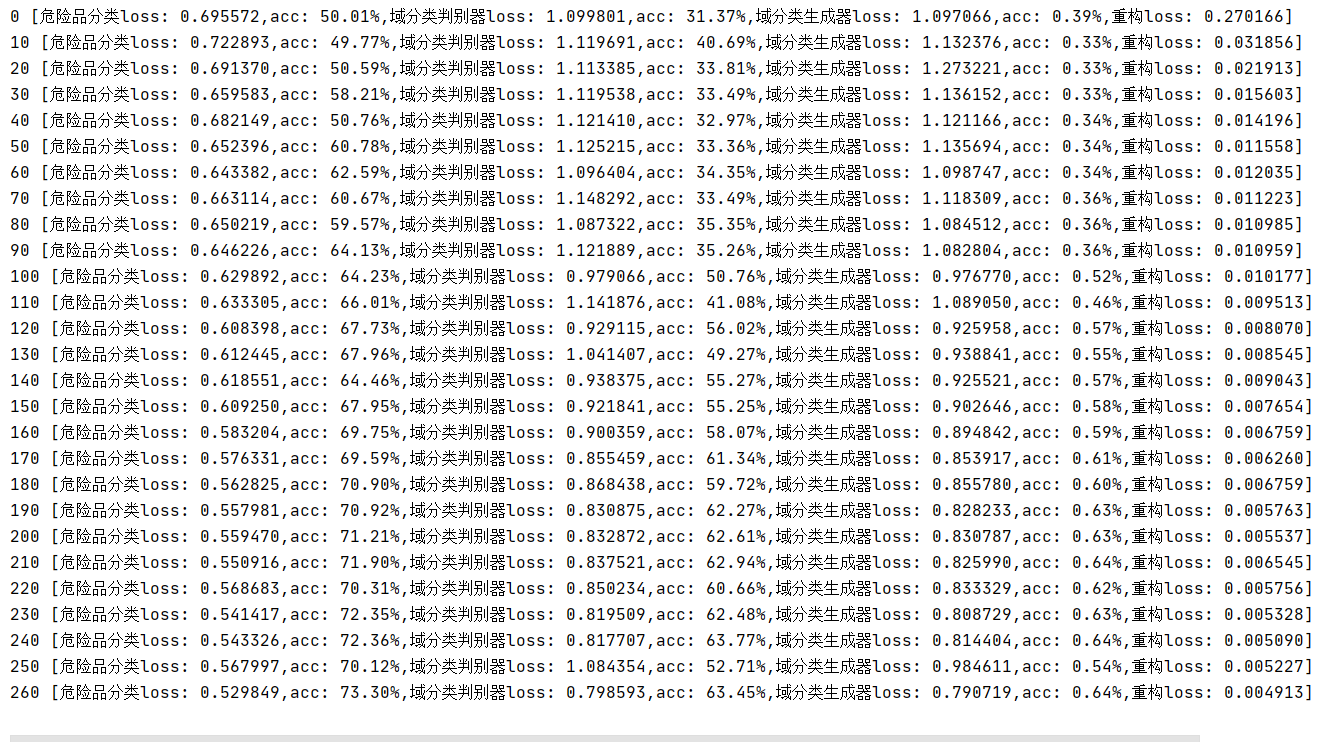 0 [危险品分类loss: 0.695572,acc: 50.01%,域分类判别器loss: 1.099801,acc: 31.37%,域分类生成器loss: 1.097066,acc: 0.39%,重构loss: 0.270166]
10 [危险品分类loss: 0.722893,acc: 49.77%,域分类判别器loss: 1.119691,acc: 40.69%,域分类生成器loss: 1.132376,acc: 0.33%,重构loss: 0.031856]
20 [危险品分类loss: 0.691370,acc: 50.59%,域分类判别器loss: 1.113385,acc: 33.81%,域分类生成器loss: 1.273221,acc: 0.33%,重构loss: 0.021913]
30 [危险品分类loss: 0.659583,acc: 58.21%,域分类判别器loss: 1.119538,acc: 33.49%,域分类生成器loss: 1.136152,acc: 0.33%,重构loss: 0.015603]
40 [危险品分类loss: 0.682149,acc: 50.76%,域分类判别器loss: 1.121410,acc: 32.97%,域分类生成器loss: 1.121166,acc: 0.34%,重构loss: 0.014196]
50 [危险品分类loss: 0.652396,acc: 60.78%,域分类判别器loss: 1.125215,acc: 33.36%,域分类生成器loss: 1.135694,acc: 0.34%,重构loss: 0.011558]
60 [危险品分类loss: 0.643382,acc: 62.59%,域分类判别器loss: 1.096404,acc: 34.35%,域分类生成器loss: 1.098747,acc: 0.34%,重构loss: 0.012035]
70 [危险品分类loss: 0.663114,acc: 60.67%,域分类判别器loss: 1.148292,acc: 33.49%,域分类生成器loss: 1.118309,acc: 0.36%,重构loss: 0.011223]
80 [危险品分类loss: 0.650219,acc: 59.57%,域分类判别器loss: 1.087322,acc: 35.35%,域分类生成器loss: 1.084512,acc: 0.36%,重构loss: 0.010985]
90 [危险品分类loss: 0.646226,acc: 64.13%,域分类判别器loss: 1.121889,acc: 35.26%,域分类生成器loss: 1.082804,acc: 0.36%,重构loss: 0.010959]
100 [危险品分类loss: 0.629892,acc: 64.23%,域分类判别器loss: 0.979066,acc: 50.76%,域分类生成器loss: 0.976770,acc: 0.52%,重构loss: 0.010177]
110 [危险品分类loss: 0.633305,acc: 66.01%,域分类判别器loss: 1.141876,acc: 41.08%,域分类生成器loss: 1.089050,acc: 0.46%,重构loss: 0.009513]
120 [危险品分类loss: 0.608398,acc: 67.73%,域分类判别器loss: 0.929115,acc: 56.02%,域分类生成器loss: 0.925958,acc: 0.57%,重构loss: 0.008070]
130 [危险品分类loss: 0.612445,acc: 67.96%,域分类判别器loss: 1.041407,acc: 49.27%,域分类生成器loss: 0.938841,acc: 0.55%,重构loss: 0.008545]
140 [危险品分类loss: 0.618551,acc: 64.46%,域分类判别器loss: 0.938375,acc: 55.27%,域分类生成器loss: 0.925521,acc: 0.57%,重构loss: 0.009043]
150 [危险品分类loss: 0.609250,acc: 67.95%,域分类判别器loss: 0.921841,acc: 55.25%,域分类生成器loss: 0.902646,acc: 0.58%,重构loss: 0.007654]
160 [危险品分类loss: 0.583204,acc: 69.75%,域分类判别器loss: 0.900359,acc: 58.07%,域分类生成器loss: 0.894842,acc: 0.59%,重构loss: 0.006759]
170 [危险品分类loss: 0.576331,acc: 69.59%,域分类判别器loss: 0.855459,acc: 61.34%,域分类生成器loss: 0.853917,acc: 0.61%,重构loss: 0.006260]
180 [危险品分类loss: 0.562825,acc: 70.90%,域分类判别器loss: 0.868438,acc: 59.72%,域分类生成器loss: 0.855780,acc: 0.60%,重构loss: 0.006759]
190 [危险品分类loss: 0.557981,acc: 70.92%,域分类判别器loss: 0.830875,acc: 62.27%,域分类生成器loss: 0.828233,acc: 0.63%,重构loss: 0.005763]
200 [危险品分类loss: 0.559470,acc: 71.21%,域分类判别器loss: 0.832872,acc: 62.61%,域分类生成器loss: 0.830787,acc: 0.63%,重构loss: 0.005537]
210 [危险品分类loss: 0.550916,acc: 71.90%,域分类判别器loss: 0.837521,acc: 62.94%,域分类生成器loss: 0.825990,acc: 0.64%,重构loss: 0.006545]
220 [危险品分类loss: 0.568683,acc: 70.31%,域分类判别器loss: 0.850234,acc: 60.66%,域分类生成器loss: 0.833329,acc: 0.62%,重构loss: 0.005756]
230 [危险品分类loss: 0.541417,acc: 72.35%,域分类判别器loss: 0.819509,acc: 62.48%,域分类生成器loss: 0.808729,acc: 0.63%,重构loss: 0.005328]
240 [危险品分类loss: 0.543326,acc: 72.36%,域分类判别器loss: 0.817707,acc: 63.77%,域分类生成器loss: 0.814404,acc: 0.64%,重构loss: 0.005090]
250 [危险品分类loss: 0.567997,acc: 70.12%,域分类判别器loss: 1.084354,acc: 52.71%,域分类生成器loss: 0.984611,acc: 0.54%,重构loss: 0.005227]
260 [危险品分类loss: 0.529849,acc: 73.30%,域分类判别器loss: 0.798593,acc: 63.45%,域分类生成器loss: 0.790719,acc: 0.64%,重构loss: 0.004913]